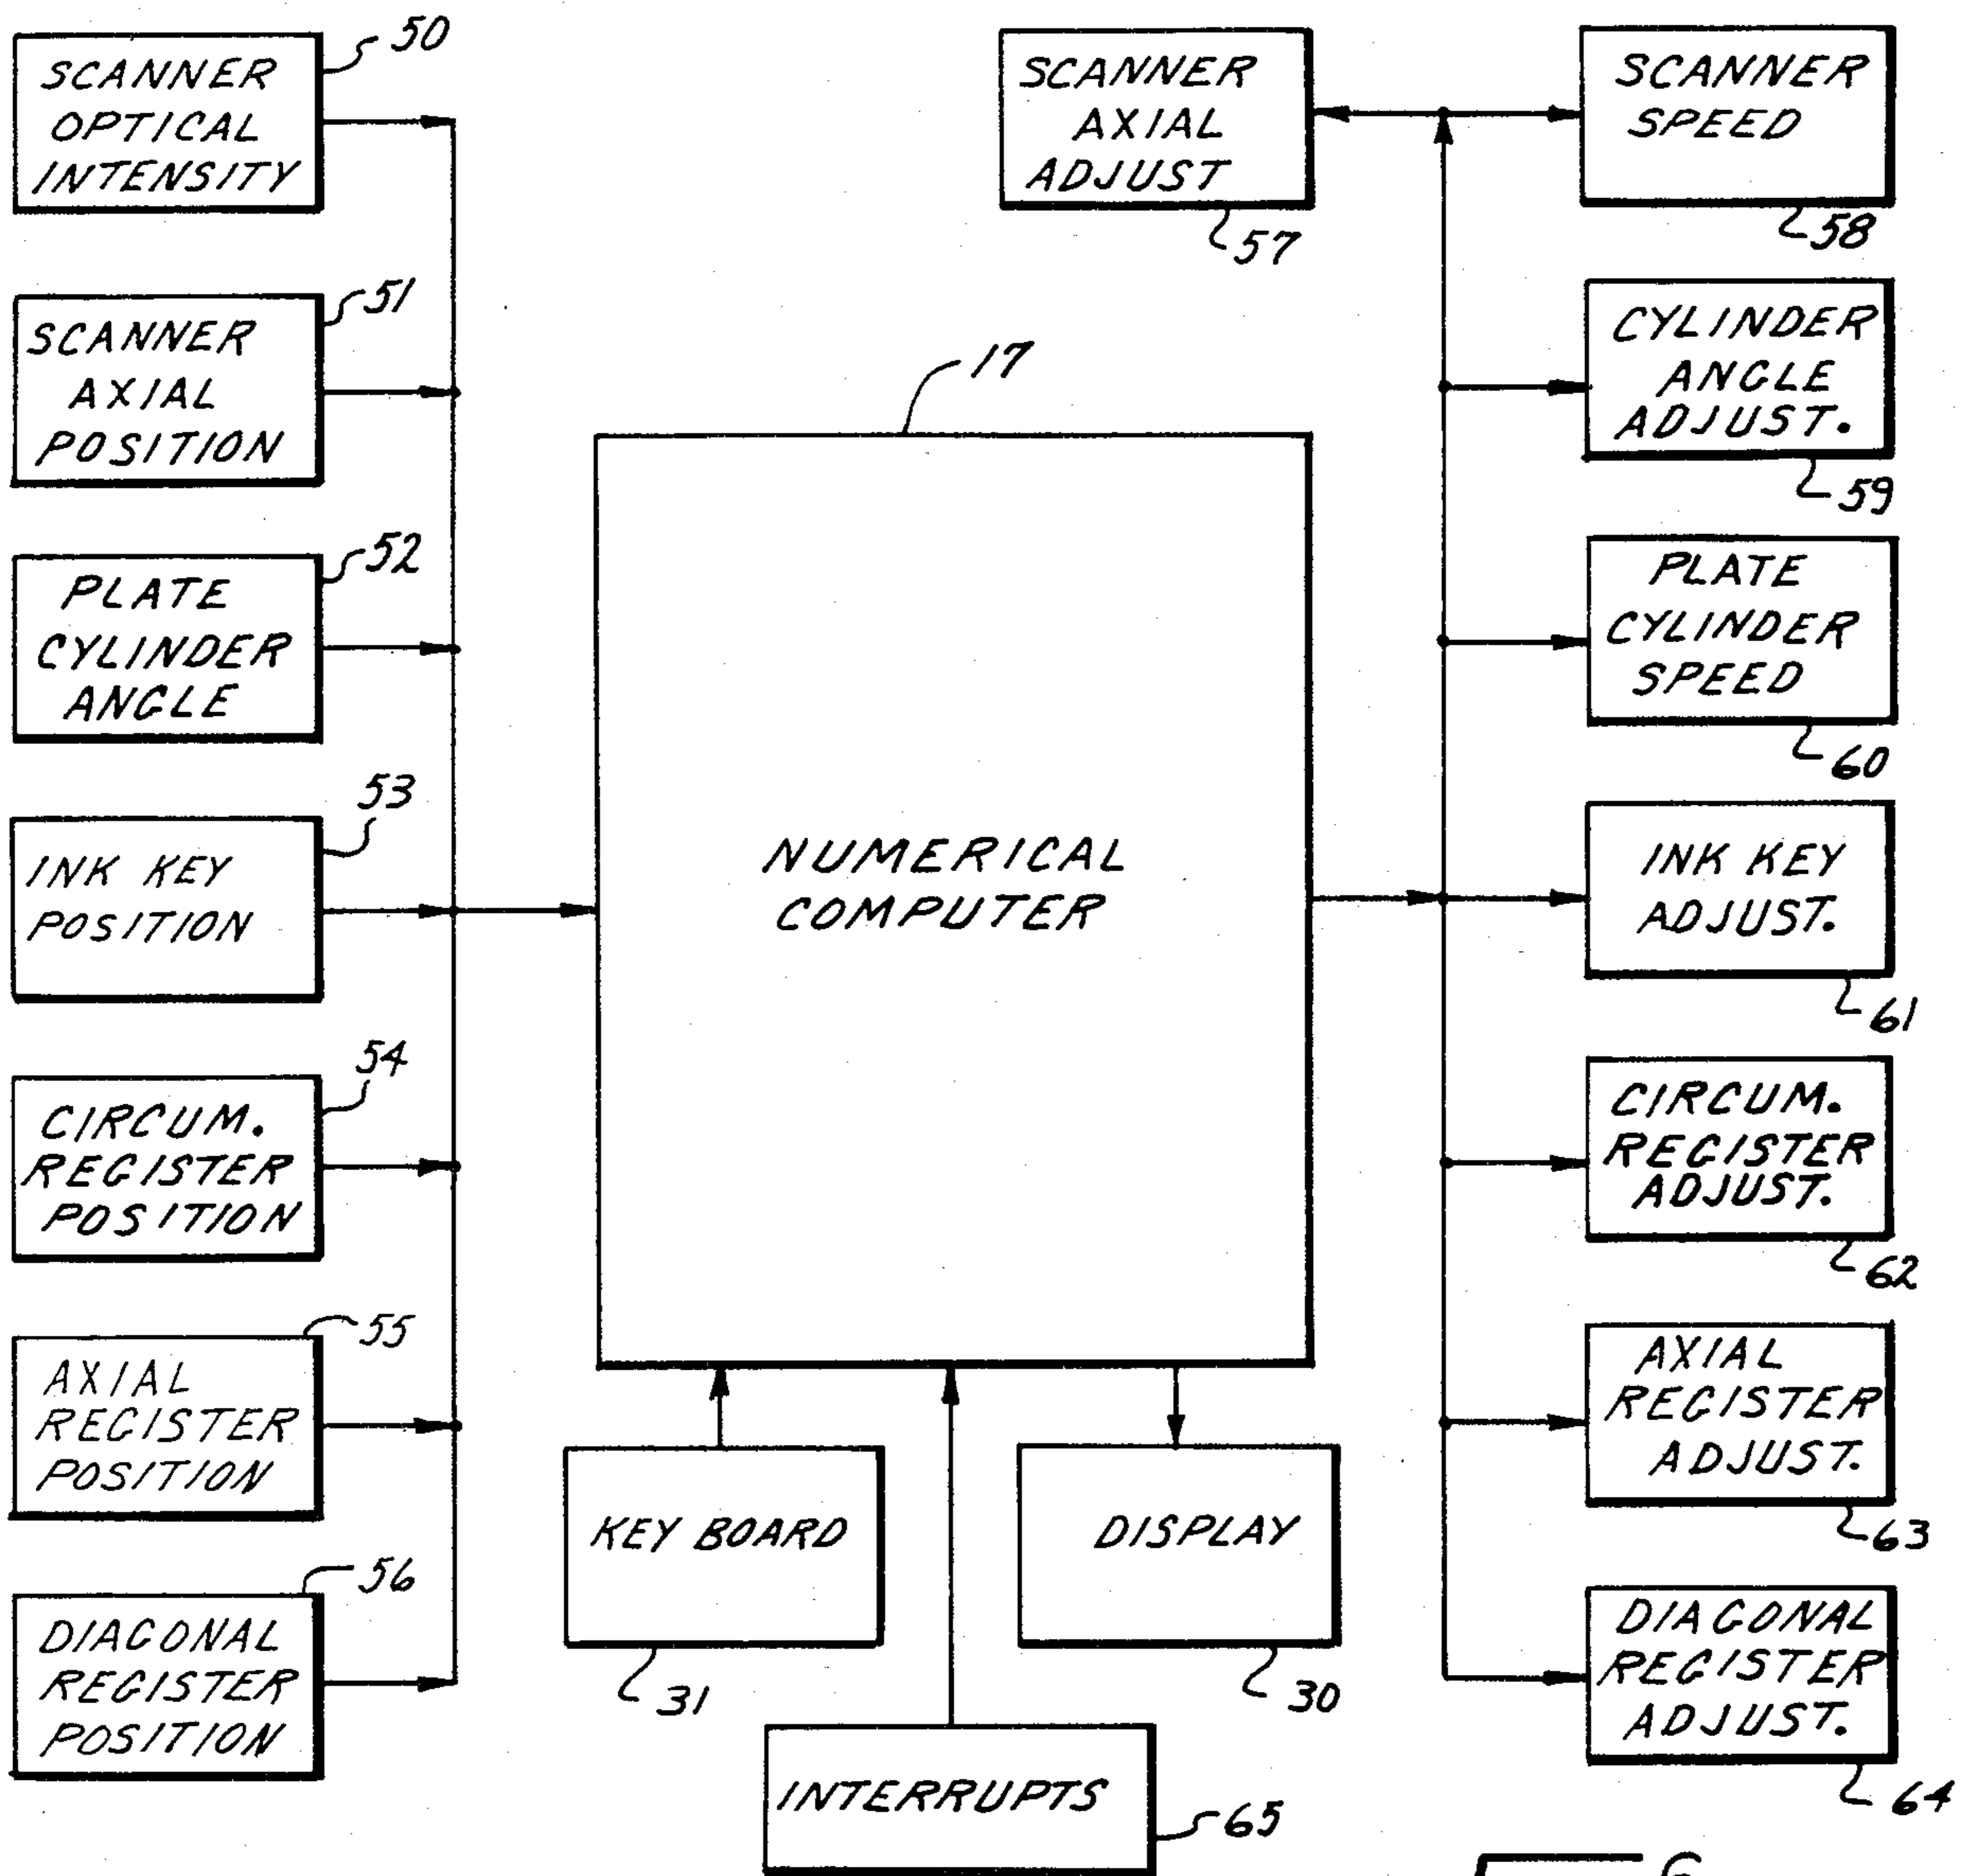 SCANNER
OPTICAL
INTENSITY
50
SCANNER
AXIAL
POSITION
51
PLATE
CYLINDER
ANGLE
52
INK KEY
POSITION
53
CIRCUM.
REGISTER
POSITION
54
AXIAL
REGISTER
POSITION
55
DIAGONAL
REGISTER
POSITION
56
17
NUMERICAL
COMPUTER
KEY BOARD
31
INTERRUPTS
65
DISPLAY
30
SCANNER
AXIAL
ADJUST
57
SCANNER
SPEED
58
CYLINDER
ANGLE
ADJUST.
59
PLATE
CYLINDER
SPEED
60
INK KEY
ADJUST.
61
CIRCUM.
REGISTER
ADJUST.
62
AXIAL
REGISTER
ADJUST.
63
DIAGONAL
REGISTER
ADJUST.
64